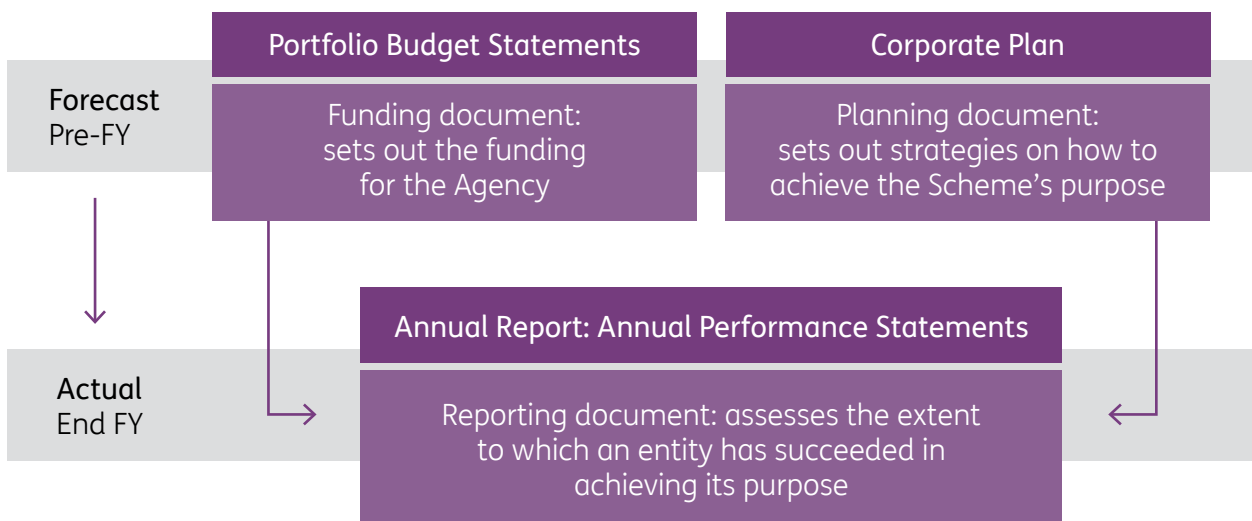 Portfolio Budget Statements
Corporate Plan
Forecast
Pre-FY
Funding document:
sets out the funding
for the Agency
Planning document:
sets out strategies on how to
achieve the Scheme’s purpose
Annual Report: Annual Performance Statements
Actual
End FY
Reporting document: assesses the extent
to which an entity has succeeded in
achieving its purpose